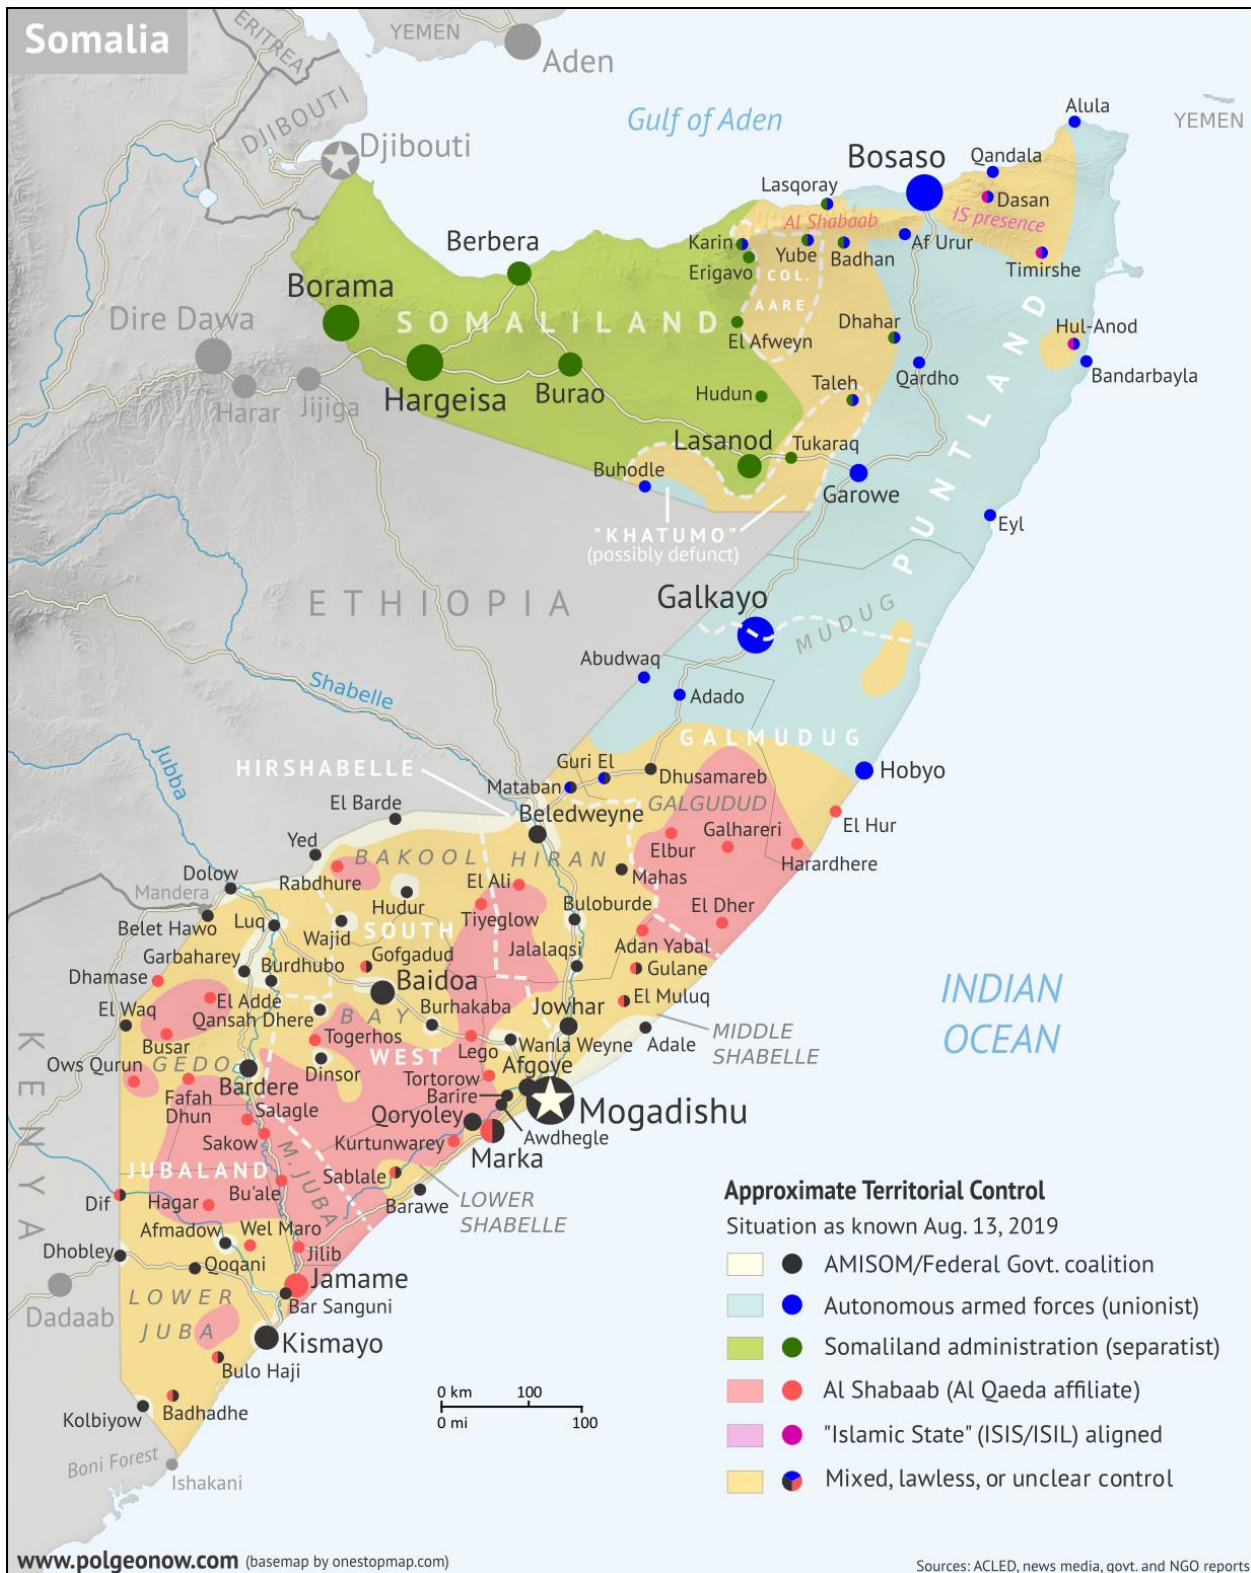 Somalia
ERITREA
YEMEN
Aden
DJIBOUTI
Djibouti
Gulf of Aden
Alula
YEMEN
Bosaso
Qandala
Lasqoray
Dasan
Al Shabaab
IS presence
Berbera
Karin
Yube
Badhan
Af Urur
Erigavo
Timirshe
COL.
AARE
Borama
Dire Dawa
SOMALILAND
El Afweyn
Dhahar
Hul-Anod
Bandarbayla
Harar
Jijiga
Hargeisa
Burao
Hudun
Taleh
Qardho
PUNTLAND
Lasanod
Tukaraq
Buhodle
Garowe
"KHATUMO"
(possibly defunct)
Eyl
ETHIOPIA
Galkayo
MUDUG
Abudwaq
Adado
Shabelle
Jubba
GALMUDUG
HIRSHABELLE
Guri El
Mataban
Dhusamareb
Hobyo
El Barde
Beledweyne
GALGUDUD
Yed
BAKOOL
HIRAN
Galhareri
El Hur
Elbur
Harardhere
Dolow
Mandera
Rabdhure
El Ali
Mahas
Hudur
Tiyeglow
Buloburde
El Dher
Belet Hawo
Luq
Wajid
SOUTH
Adan Yabal
Garbaharey
Burdhubo
Gofgadud
Jalalaqsi
Gulane
Dhamase
Baidoa
El Waq
El Adde
Qansah Dhere
Burhakaba
Jowhar
El Muluq
INDIAN
OCEAN
BAY
Busar
Togerhos
WEST
Lego
Wanla Weyne
Adale
MIDDLE
SHABELLE
Ows Qurun
GEDO
Dinsor
Afgoye
Bardere
Tortorow
Barire
Fafah
Dhun
Salagle
Qoryoley
Mogadishu
Awdhegle
Sakow
Kurtunwarey
Marka
KENYA
JUBALAND
M. JUBA
Sablale
Dif
Hagar
Bu'ale
Barawe
LOWER
SHABELLE
Afmadow
Wel Maro
Dhobley
Qoqani
Jilib
Jamame
Dadaab
LOWER
JUBA
Bar Sanguni
Kismayo
Bulo Haji
Badhadhe
Kolbiyow
Boni Forest
Ishakani
0 km 100
0 mi 100
Approximate Territorial Control
Situation as known Aug. 13, 2019
AMISOM/Federal Govt. coalition
Autonomous armed forces (unionist)
Somaliland administration (separatist)
Al Shabaab (Al Qaeda affiliate)
"Islamic State" (ISIS/ISIL) aligned
Mixed, lawless, or unclear control
www.polgeonow.com (basemap by onestopmap.com)
Sources: ACLED, news media, govt. and NGO reports